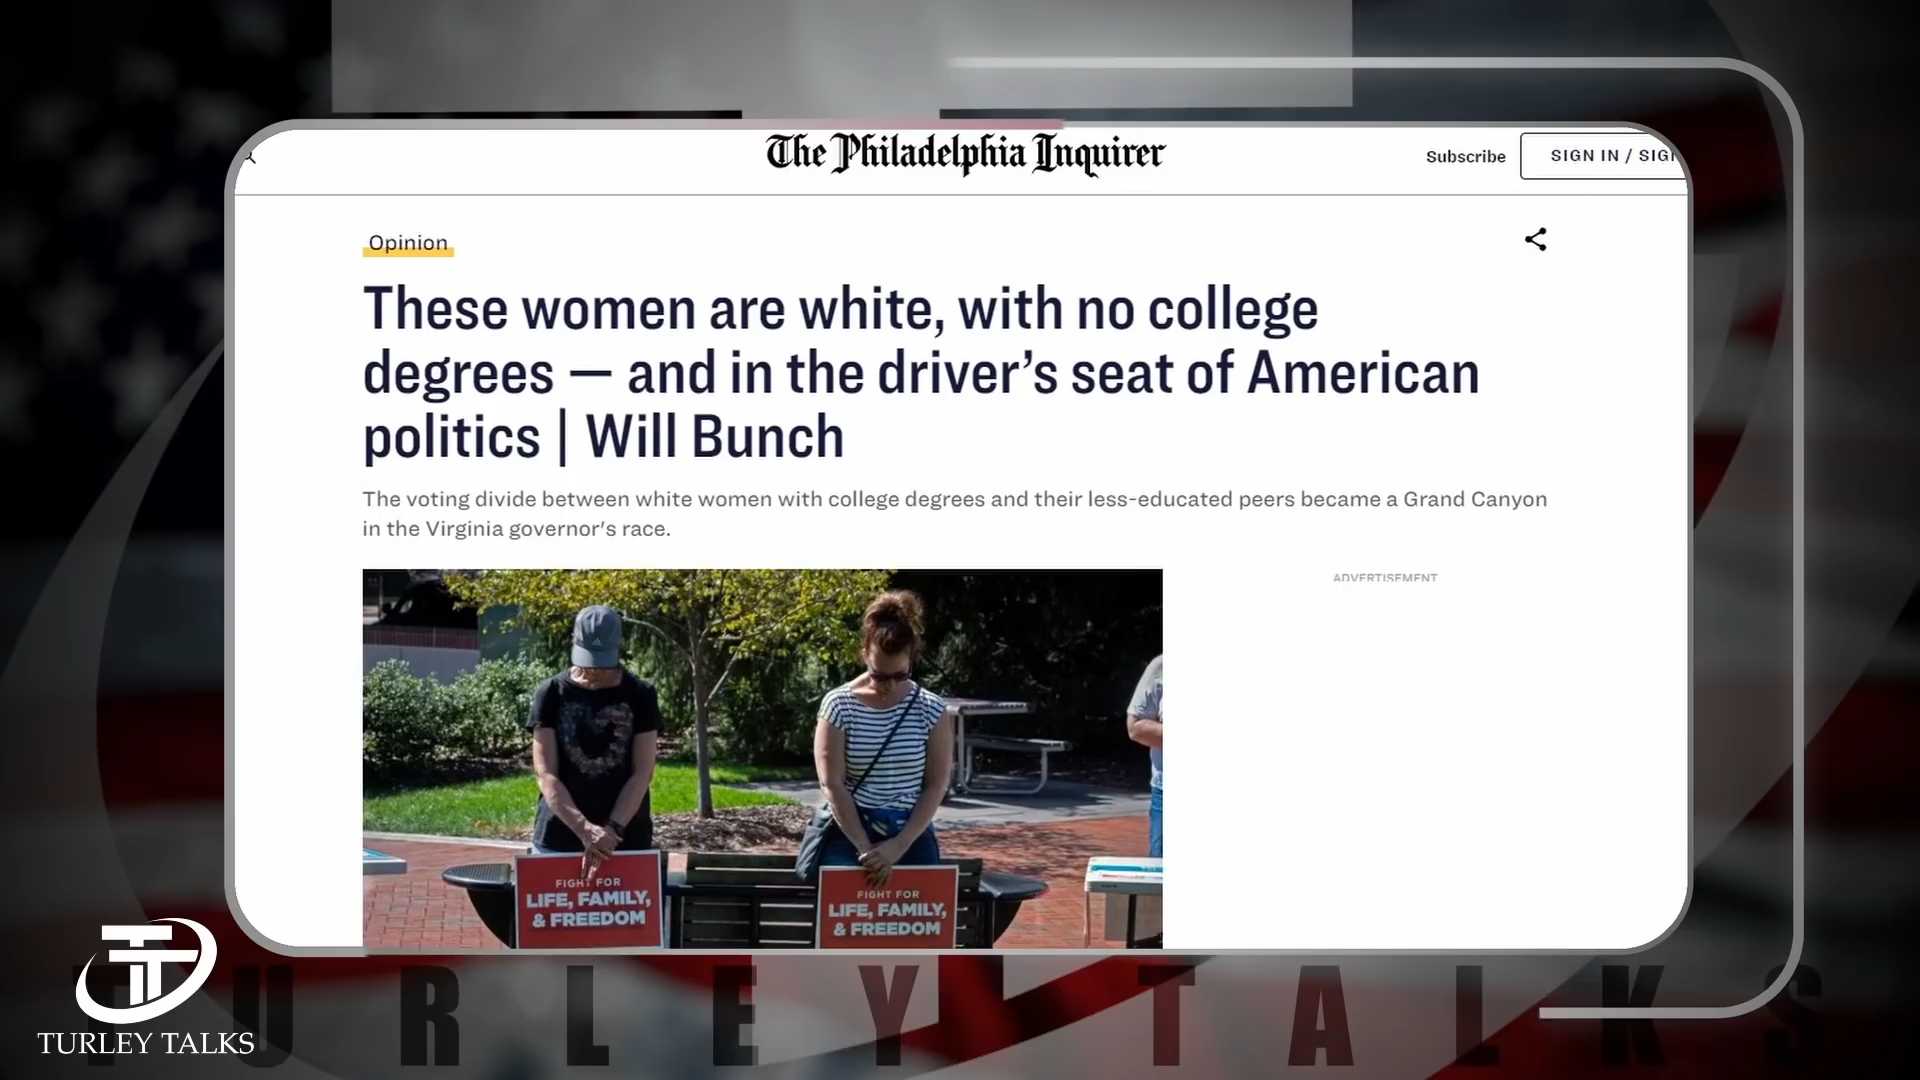 The Philadelphia Inquirer
Subscribe
SIGN IN / SIG
Opinion
These women are white, with no college
degrees — and in the driver's seat of American
politics | Will Bunch
The voting divide between white women with college degrees and their less-educated peers became a Grand Canyon
in the Virginia governor's race.
ADVERTISEMENT
FIGHT FOR
LIFE, FAMILY,
& FREEDOM
FIGHT FOR
LIFE, FAMILY,
& FREEDOM
TURLEY TALKS
TURLEY TALKS